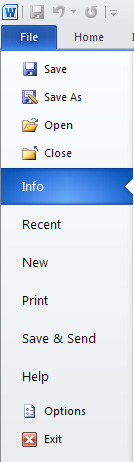 W
File Home
Save
Save As
Open
Close
Info
Recent
New
Print
Save & Send
Help
Options
Exit